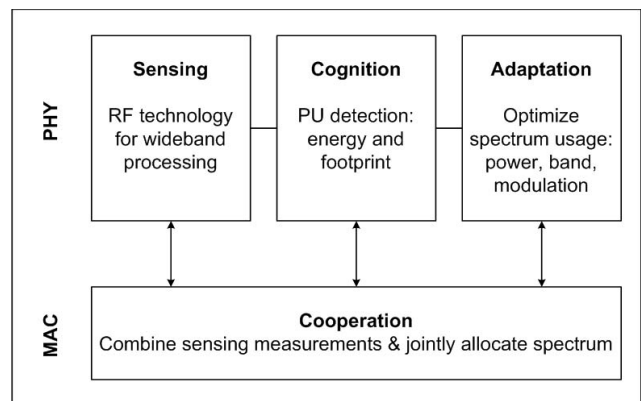 PHY
Sensing
RF technology
for wideband
processing
Cognition
PU detection:
energy and
footprint
Adaptation
Optimize
spectrum usage:
power, band,
modulation
MAC
Cooperation
Combine sensing measurements & jointly allocate spectrum